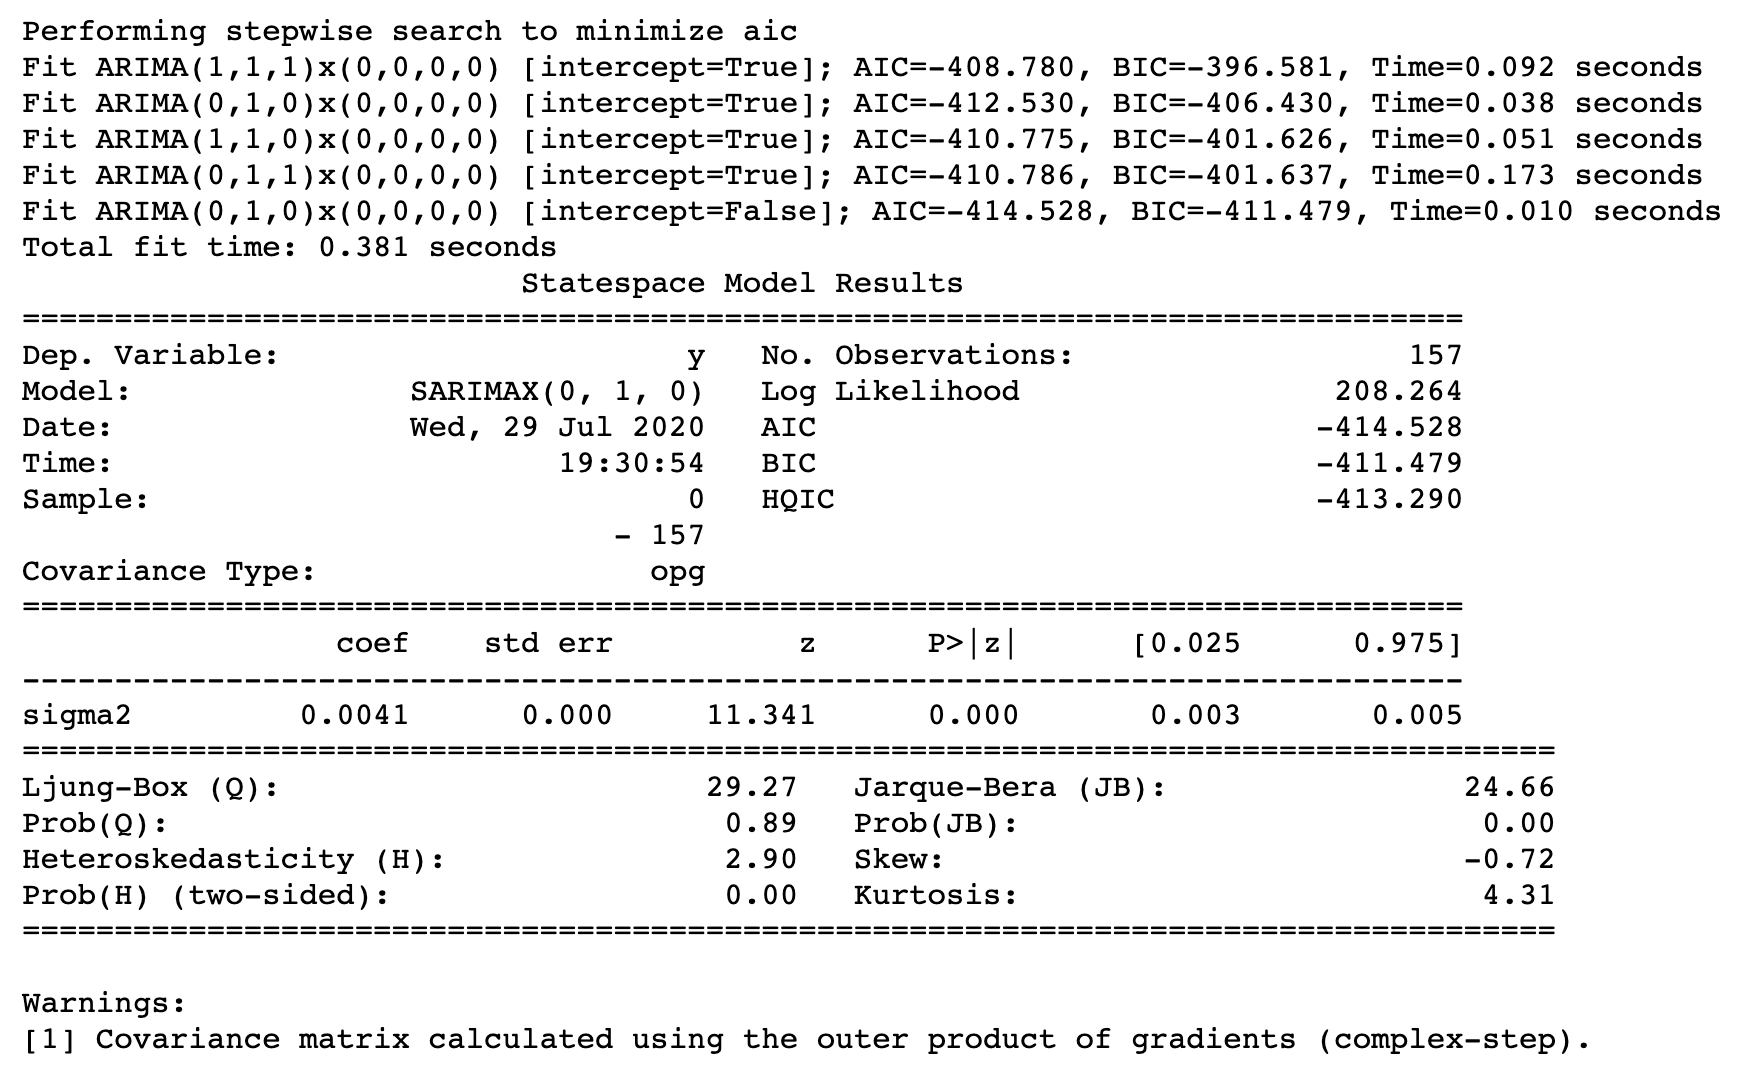 Performing stepwise search to minimize aic
Fit ARIMA(1,1,1)x(0,0,0,0) [intercept=True]; AIC=-408.780, BIC=-396.581, Time=0.092 seconds
Fit ARIMA(0,1,0)x(0,0,0,0) [intercept=True]; AIC=-412.530, BIC=-406.430, Time=0.038 seconds
Fit ARIMA(1,1,0)x(0,0,0,0) [intercept=True]; AIC=-410.775, BIC=-401.626, Time=0.051 seconds
Fit ARIMA(0,1,1)x(0,0,0,0) [intercept=True]; AIC=-410.786, BIC=-401.637, Time=0.173 seconds
Fit ARIMA(0,1,0)x(0,0,0,0) [intercept=False]; AIC=-414.528, BIC=-411.479, Time=0.010 seconds
Total fit time: 0.381 seconds
                           Statespace Model Results
==============================================================================
Dep. Variable:                      y   No. Observations:                  157
Model:               SARIMAX(0, 1, 0)   Log Likelihood                 208.264
Date:                Wed, 29 Jul 2020   AIC                           -414.528
Time:                        19:30:54   BIC                           -411.479
Sample:                             0   HQIC                          -413.290
                                - 157
Covariance Type:                  opg
==============================================================================
                 coef    std err          z      P>|z|      [0.025      0.975]
------------------------------------------------------------------------------
sigma2         0.0041      0.000     11.341      0.000       0.003       0.005
===================================================================================
Ljung-Box (Q):                       29.27   Jarque-Bera (JB):                24.66
Prob(Q):                              0.89   Prob(JB):                         0.00
Heteroskedasticity (H):               2.90   Skew:                            -0.72
Prob(H) (two-sided):                  0.00   Kurtosis:                         4.31
===================================================================================
Warnings:
[1] Covariance matrix calculated using the outer product of gradients (complex-step).